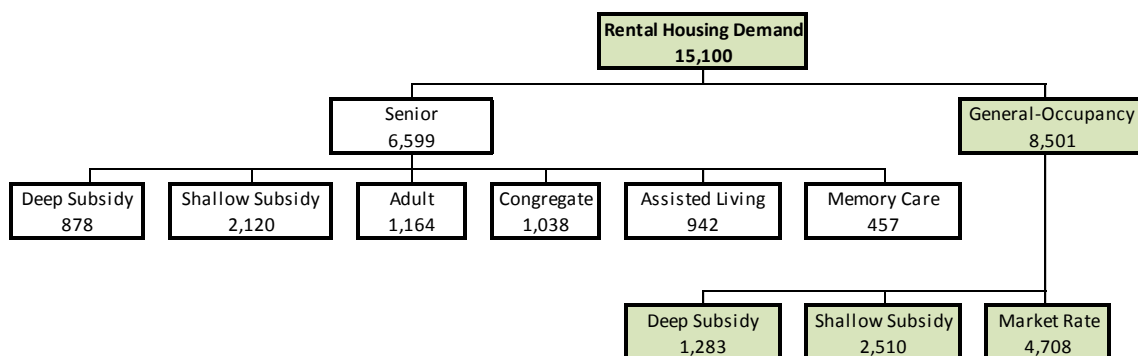 Rental Housing Demand
15,100
Senior
6,599
General-Occupancy
8,501
Deep Subsidy
878
Shallow Subsidy
2,120
Adult
1,164
Congregate
1,038
Assisted Living
942
Memory Care
457
Deep Subsidy
1,283
Shallow Subsidy
2,510
Market Rate
4,708